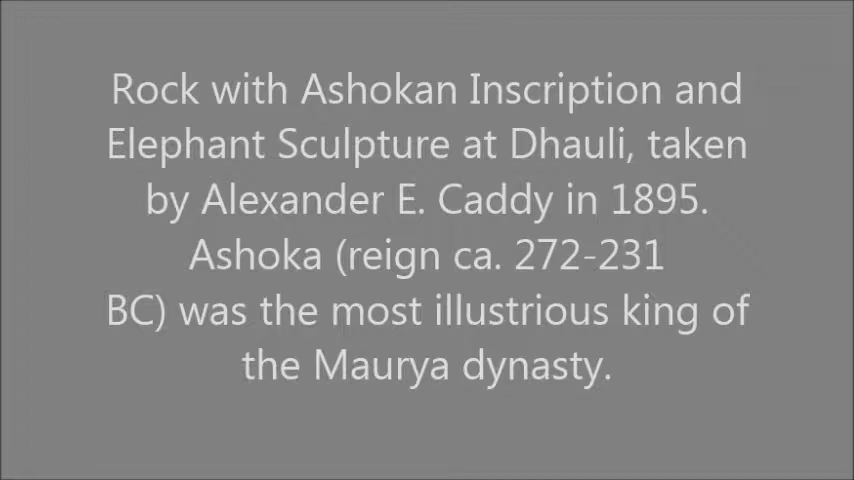 Rock with Ashokan Inscription and
Elephant Sculpture at Dhauli, taken
by Alexander E. Caddy in 1895.
Ashoka (reign ca. 272-231
BC) was the most illustrious king of
the Maurya dynasty.